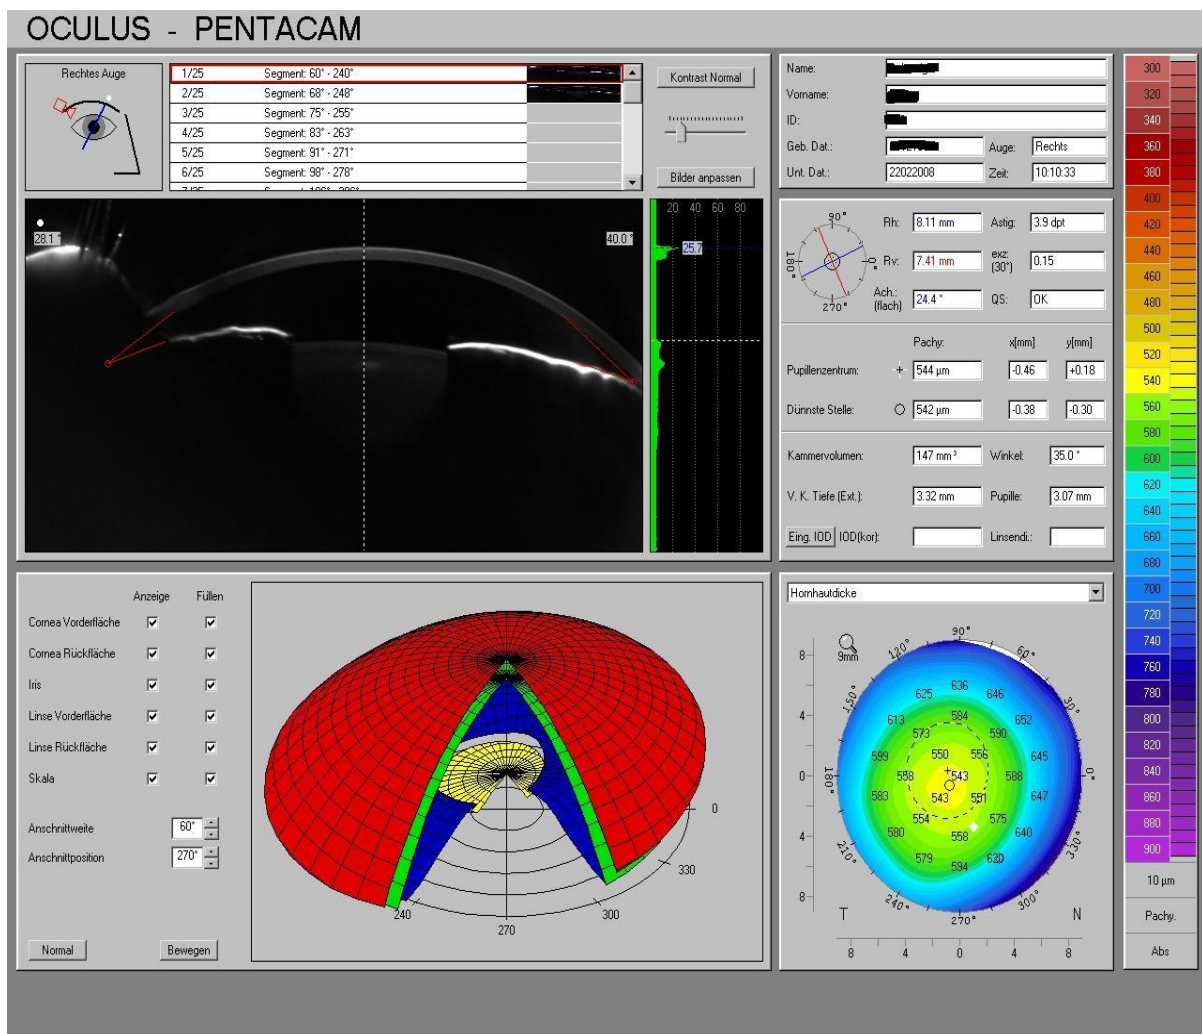 OCULUS - PENTACAM
Rechtes Auge
1/25 Segment: 60° - 240°
2/25 Segment: 68° - 248°
3/25 Segment: 75° - 255°
4/25 Segment: 83° - 263°
5/25 Segment: 91° - 271°
6/25 Segment: 98° - 278°
Kontrast Normal
Bilder anpassen
28.1 °
40.0 °
20 40 60 80
25.7
Name:
Vorname:
ID:
Geb. Dat.: Auge: Rechts
Unt. Dat.: 22022008 Zeit: 10:10:33
90°
180°
0°
270°
Rh: 8.11 mm Astig: 3.9 dpt
Rv: 7.41 mm exz: (30°) 0.15
Ach.: (flach) 24.4 ° QS: OK
Pachy: x[mm] y[mm]
Pupillenzentrum: + 544 µm -0.46 +0.18
Dünnste Stelle: O 542 µm -0.38 -0.30
Kammervolumen: 147 mm³ Winkel: 35.0 °
V. K. Tiefe (Ext.): 3.32 mm Pupille: 3.07 mm
Eing. IOD IOD(kor): Linsendi.:
Anzeige Füllen
Cornea Vorderfläche
Cornea Rückfläche
Iris
Linse Vorderfläche
Linse Rückfläche
Skala
Anschnittweite 60°
Anschnittposition 270°
Normal Bewegen
0
330
300
270
240
Hornhautdicke
9mm
90°
120° 60°
150° 30°
180° 0°
210° 330°
240° 300°
270°
8
4
0
4
8
636
625 646
613 584 652
573 590
599 550 556 645
558 543 588
583 543 551 647
554 575
580 558 640
579 594 620
T N
8 4 0 4 8
300
320
340
360
380
400
420
440
460
480
500
520
540
560
580
600
620
640
660
680
700
720
740
760
780
800
820
840
860
880
900
10 µm
Pachy.
Abs